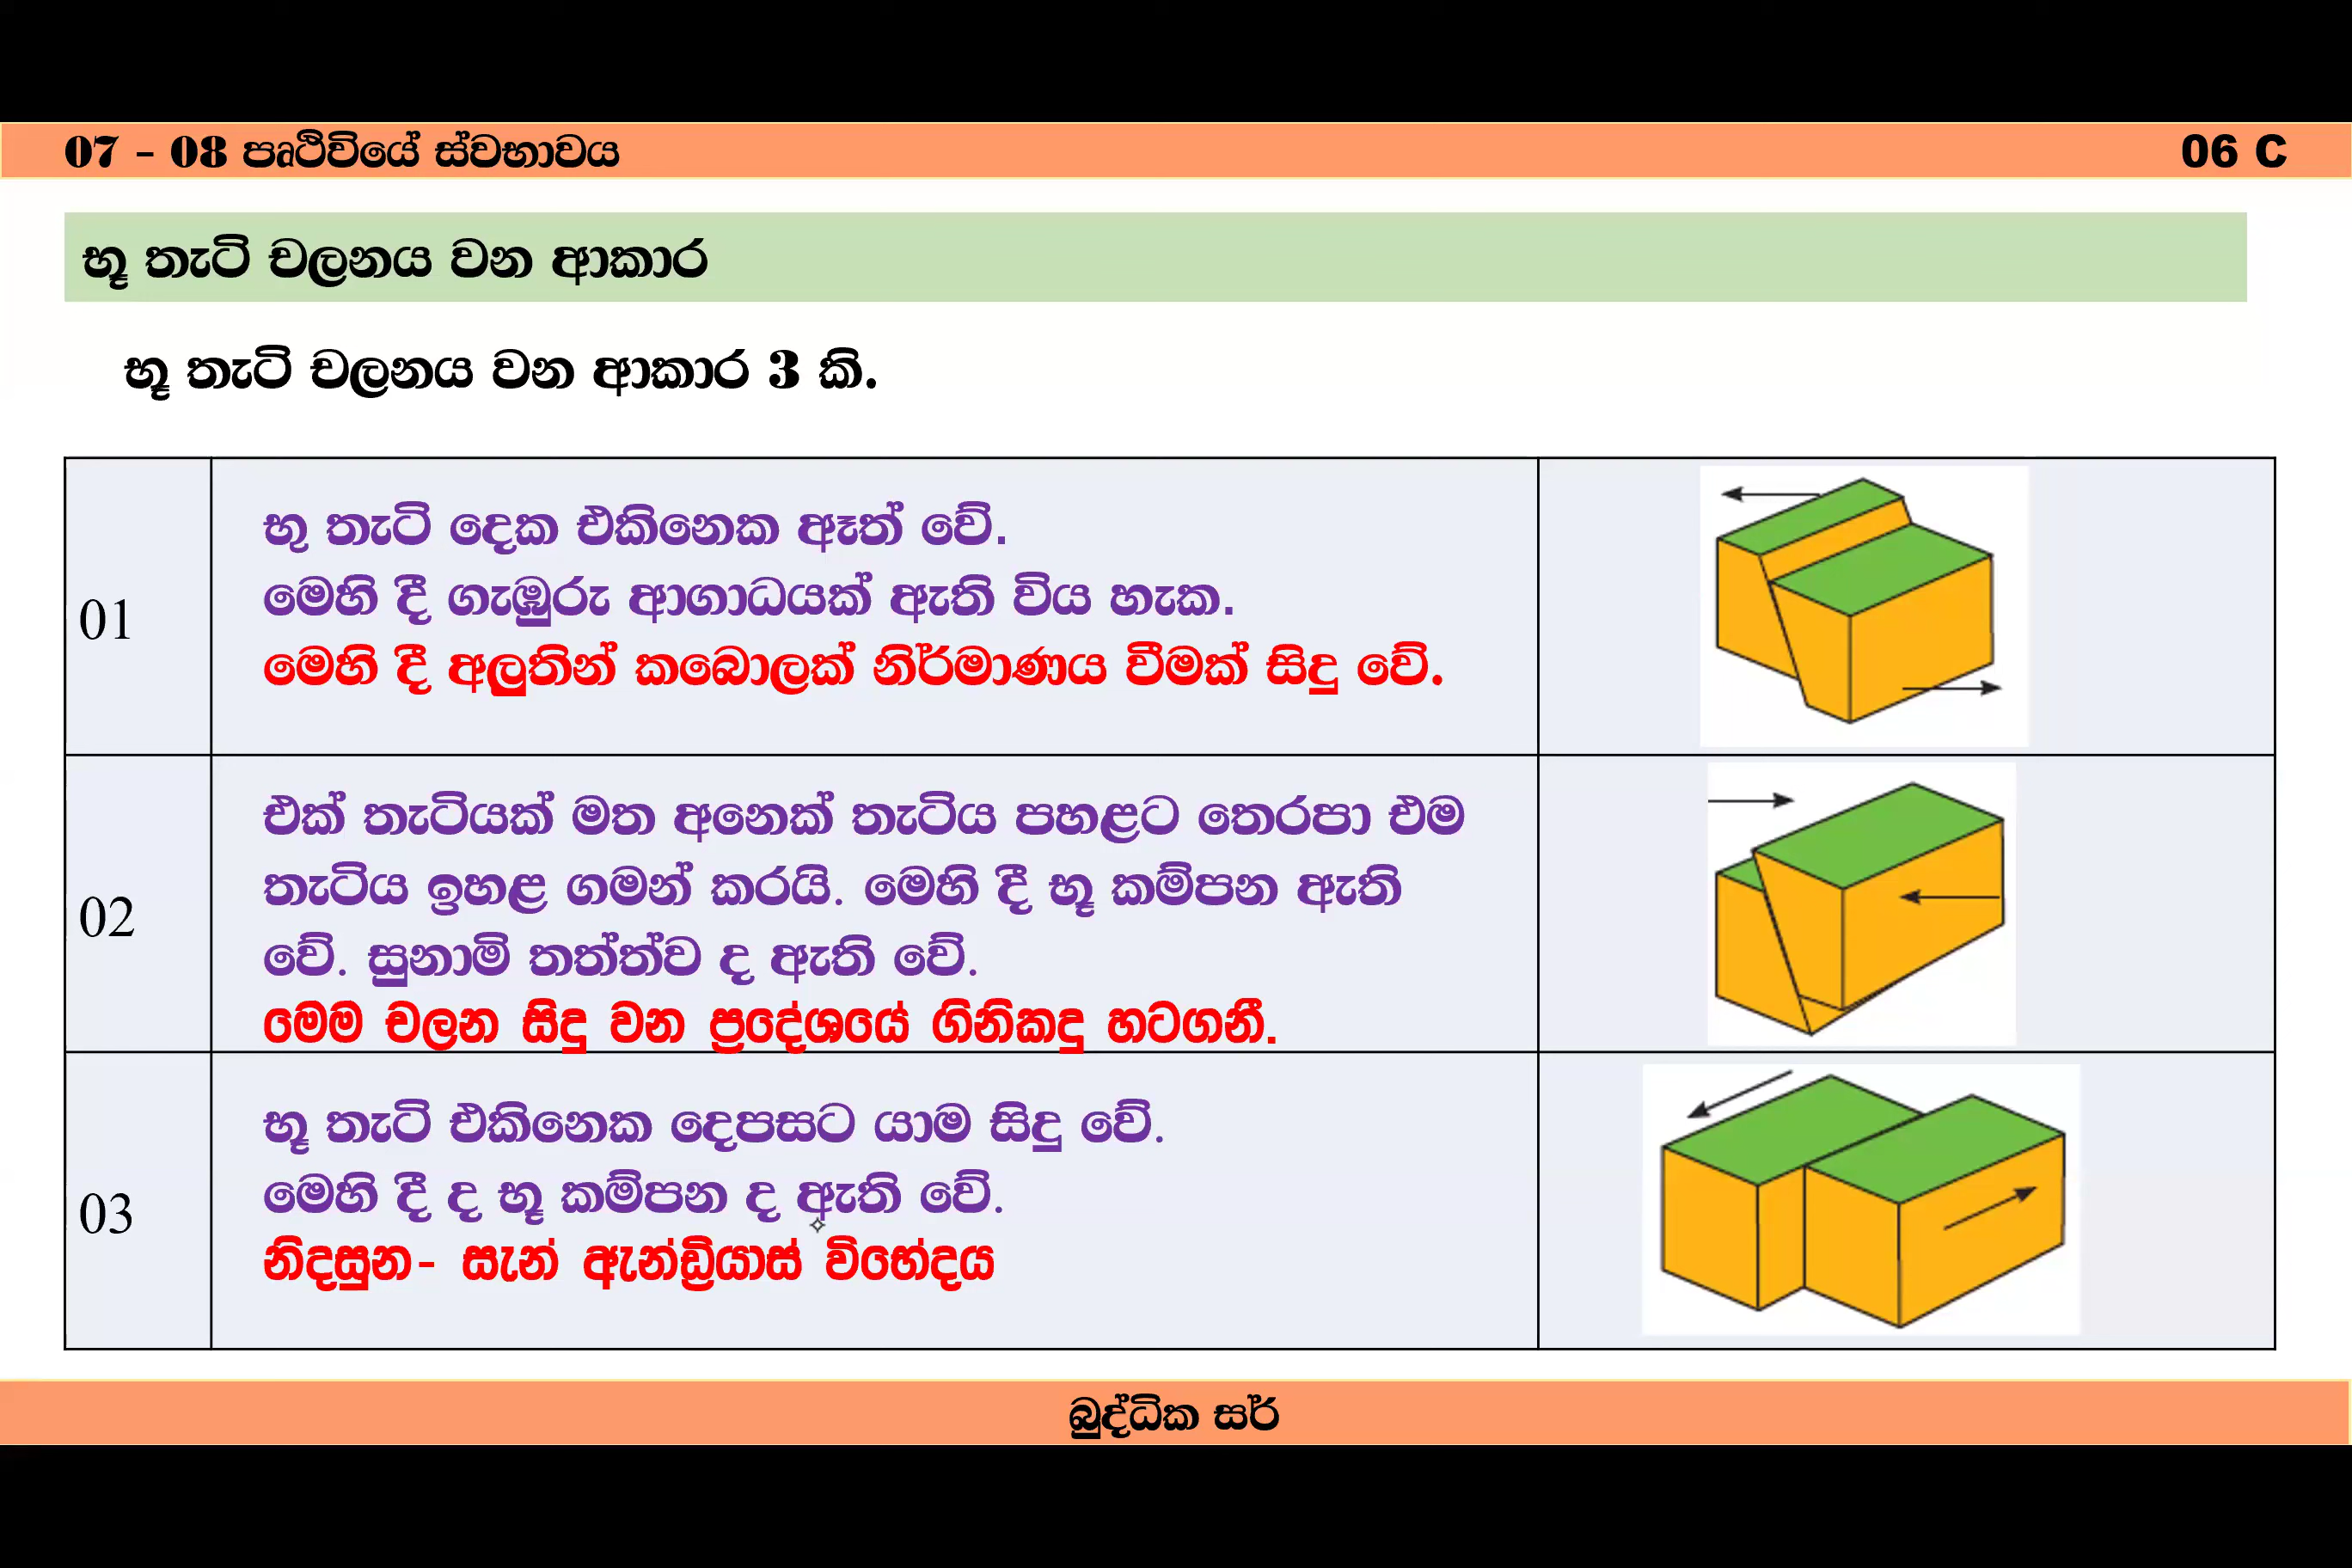 07 - 08 පෘථිවියේ ස්වභාවය
06 C
භූ තැටි චලනය වන ආකාර
භූ තැටි චලනය වන ආකාර 3 කි.
01
භු තැටි දෙක එකිනෙක ඈත් වේ.
මෙහි දී ගැඹුරු ආගාධයක් ඇති විය හැක.
මෙහි දී අලුතින් කබොලක් නිර්මාණය වීමක් සිදු වේ.
02
එක් තැටියක් මත අනෙක් තැටිය පහළට තෙරපා එම
තැටිය ඉහළ ගමන් කරයි. මෙහි දී භූ කම්පන ඇති
වේ. සුනාමි තත්ත්ව ද ඇති වේ.
මෙම චලන සිදු වන ප්‍රදේශයේ ගිනිකඳු හටගනී.
03
භූ තැටි එකිනෙක දෙපසට යාම සිදු වේ.
මෙහි දී ද භූ කම්පන ද ඇති වේ.
නිදසුන- සැන් ඇන්ඩ්‍රියාස් විභේදය
බුද්ධික සර්